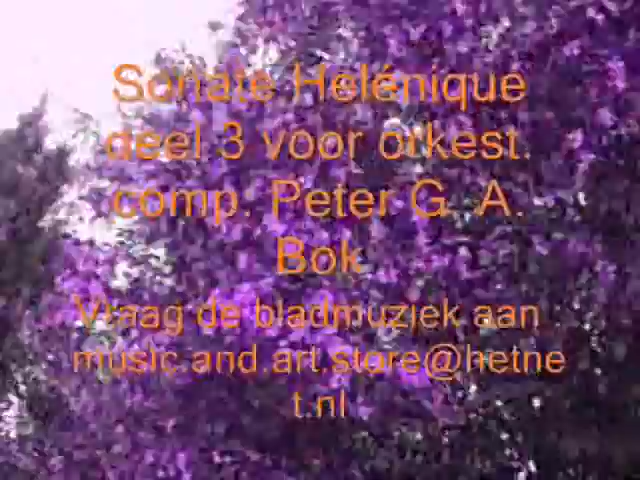 Sonate Helénique
deel 3 voor orkest.
comp. Peter G. A.
Bok
Vraag de bladmuziek aan
music.and.art.store@hetne
t.nl